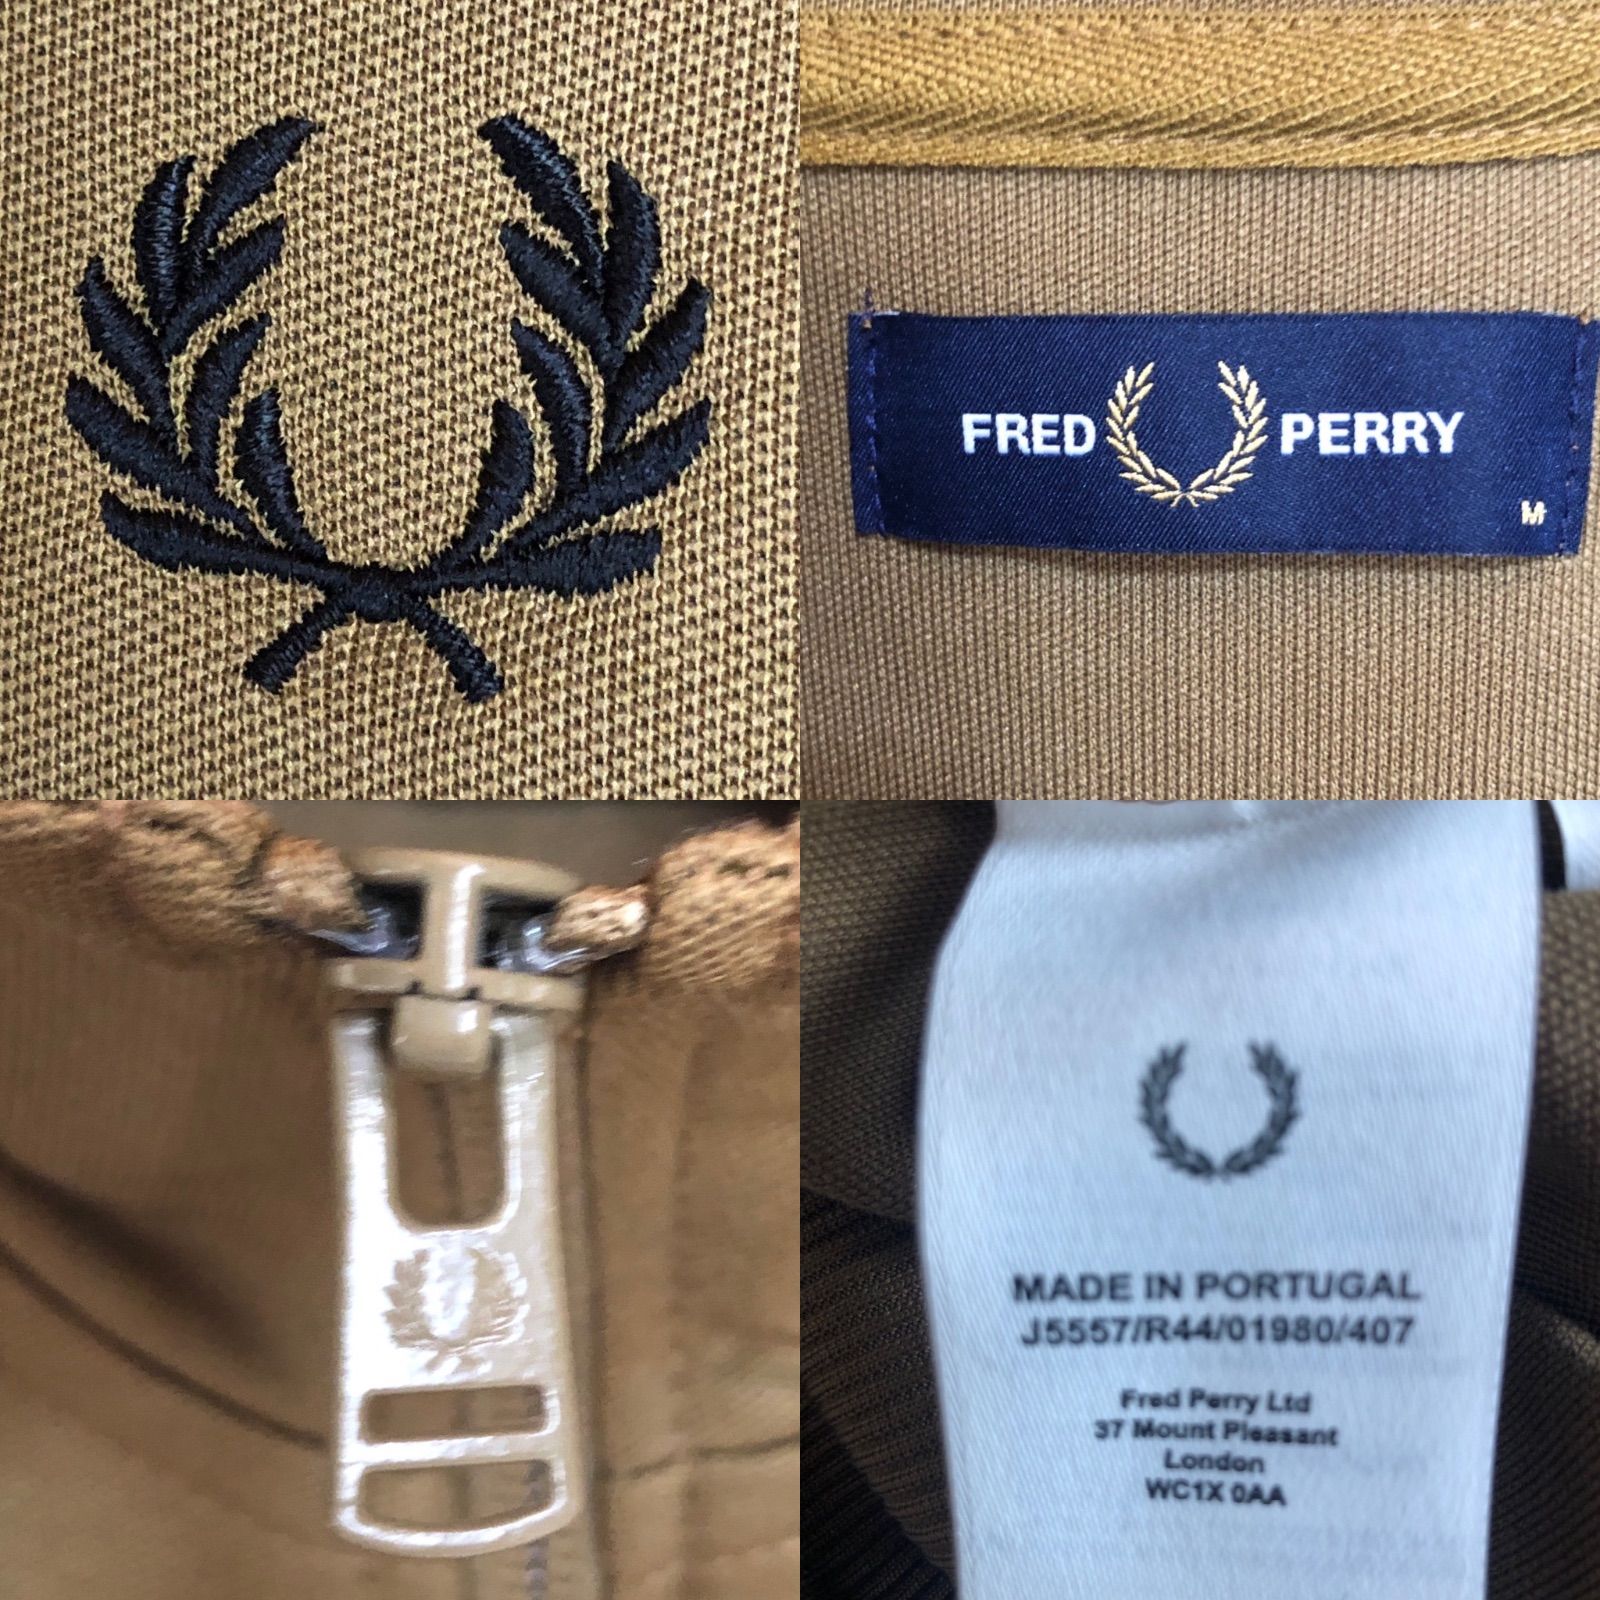 FRED PERRY
M
MADE IN PORTUGAL
J5557/R44/01980/407
Fred Perry Ltd
37 Mount Pleasant
London
WC1X 0AA